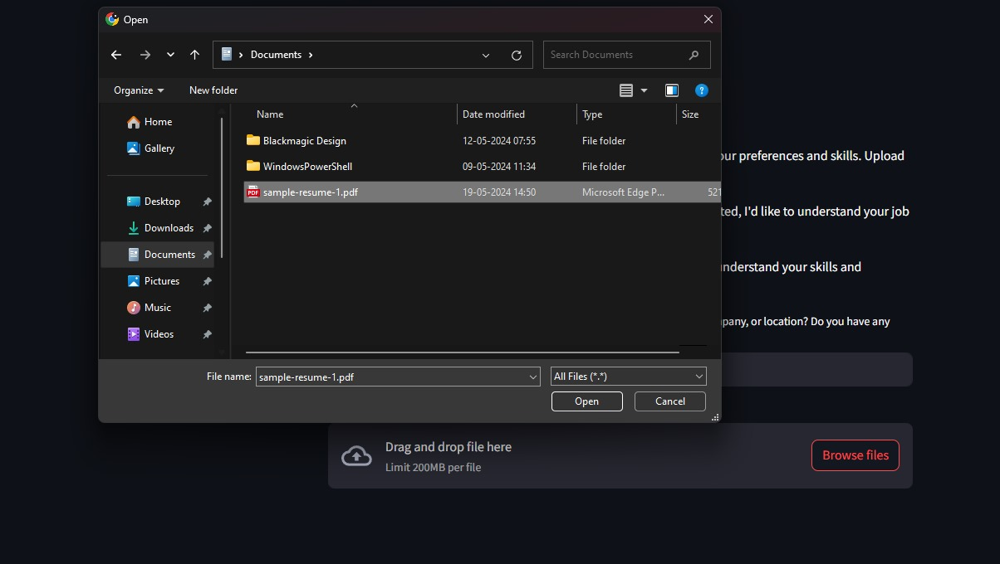 Open
Documents
Search Documents
Organize
New folder
Name
Date modified
Type
Size
Home
Gallery
Desktop
Downloads
Documents
Pictures
Music
Videos
Blackmagic Design 12-05-2024 07:55 File folder
WindowsPowerShell 09-05-2024 11:34 File folder
PDF sample-resume-1.pdf 19-05-2024 14:50 Microsoft Edge P... 521
File name: sample-resume-1.pdf
All Files (*.*)
Open
Cancel
our preferences and skills. Upload
ted, I'd like to understand your job
understand your skills and
pany, or location? Do you have any
Drag and drop file here
Limit 200MB per file
Browse files